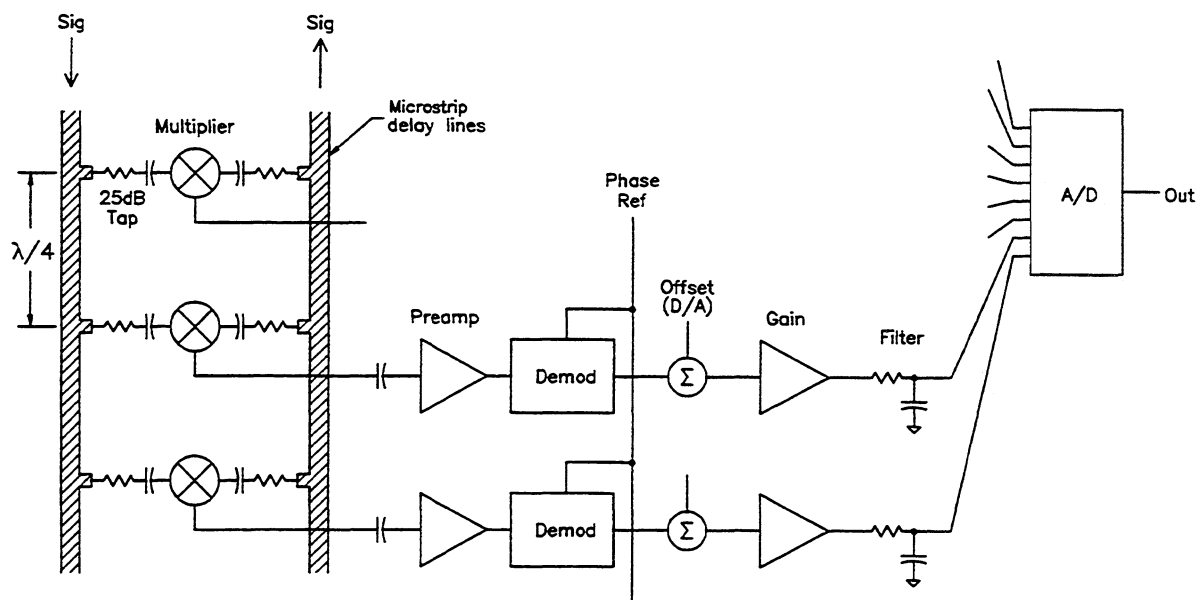 Sig
Sig
Microstrip
delay lines
Multiplier
25dB
Tap
λ/4
Phase
Ref
Offset
(D/A)
Preamp
Gain
Filter
Demod
Σ
A/D
Out
Demod
Σ